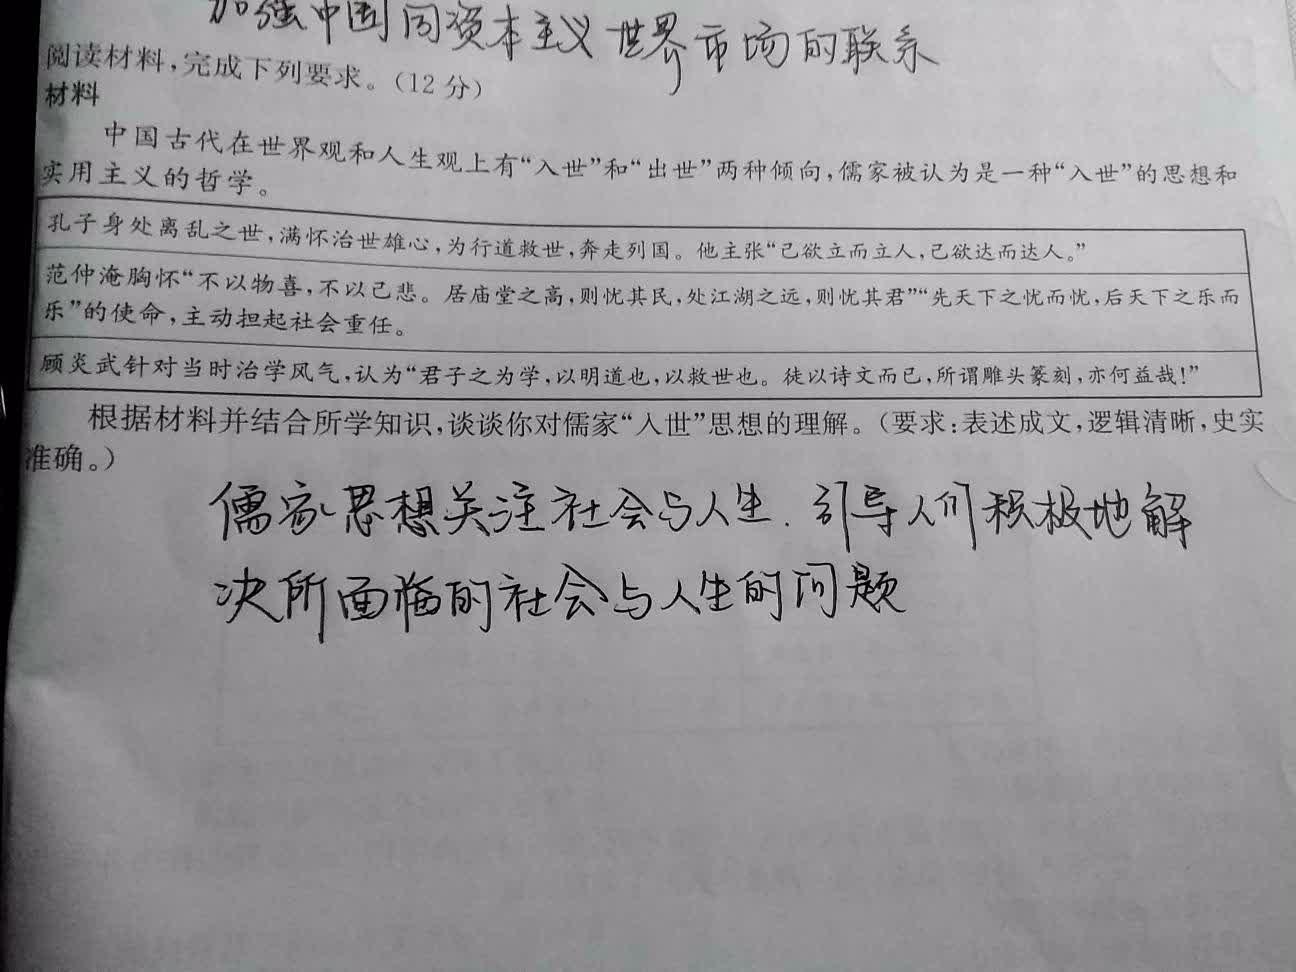 加强中国同资本主义世界市场的联系
阅读材料,完成下列要求。(12分)
材料
中国古代在世界观和人生观上有“入世”和“出世”两种倾向,儒家被认为是一种“入世”的思想和
实用主义的哲学。
孔子身处离乱之世,满怀治世雄心,为行道救世,奔走列国。他主张“己欲立而立人,己欲达而达人。”
范仲淹胸怀“不以物喜,不以己悲。居庙堂之高,则忧其民,处江湖之远,则忧其君”“先天下之忧而忧,后天下之乐而
乐”的使命,主动担起社会重任。
顾炎武针对当时治学风气,认为“君子之为学,以明道也,以救世也。徒以诗文而已,所谓雕头篆刻,亦何益哉!”
根据材料并结合所学知识,谈谈你对儒家“入世”思想的理解。(要求:表述成文,逻辑清晰,史实
准确。)
儒家思想关注社会与人生.引导人们积极地解
决所面临的社会与人生的问题